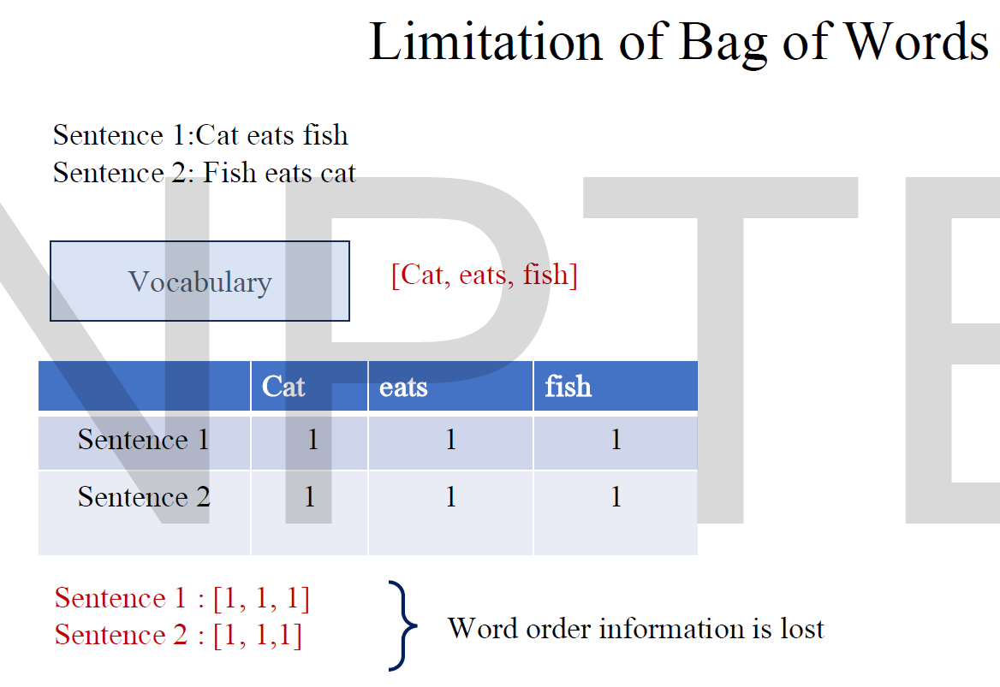 Limitation of Bag of Words
Sentence 1:Cat eats fish
Sentence 2: Fish eats cat
Vocabulary
[Cat, eats, fish]
Cat eats fish
Sentence 1 1 1 1
Sentence 2 1 1 1
Sentence 1 : [1, 1, 1]
Sentence 2 : [1, 1,1]
Word order information is lost
NPTE